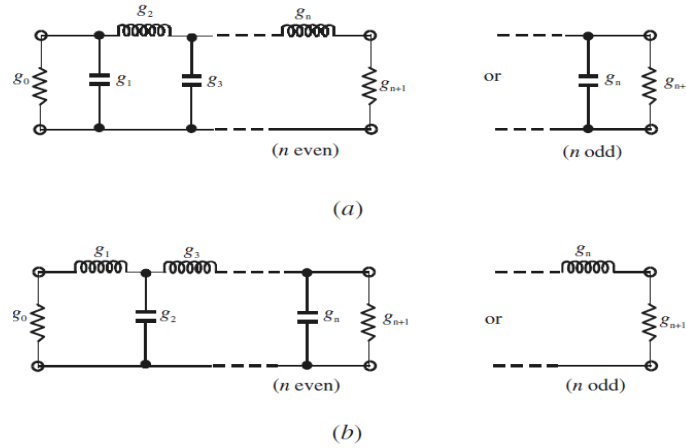 g₂ gₙ
g₀ g₁ g₃ gₙ₊₁ or gₙ gₙ₊
(n even) (n odd)
(a)
g₁ g₃ gₙ
g₀ g₂ gₙ gₙ₊₁ or gₙ₊₁
(n even) (n odd)
(b)